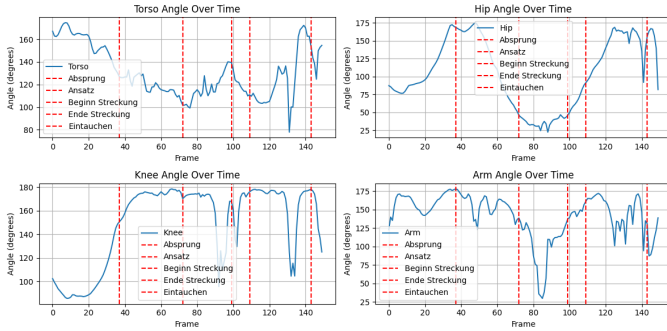 Torso Angle Over Time
Angle (degrees)
160
140
120
100
80
Torso
Absprung
Ansatz
Beginn Streckung
Ende Streckung
Eintauchen
0 20 40 60 80 100 120 140
Frame
Hip Angle Over Time
Angle (degrees)
175
150
125
100
75
50
25
Hip
Absprung
Ansatz
Beginn Streckung
Ende Streckung
Eintauchen
0 20 40 60 80 100 120 140
Frame
Knee Angle Over Time
Angle (degrees)
180
160
140
120
100
Knee
Absprung
Ansatz
Beginn Streckung
Ende Streckung
Eintauchen
0 20 40 60 80 100 120 140
Frame
Arm Angle Over Time
Angle (degrees)
175
150
125
100
75
50
25
Arm
Absprung
Ansatz
Beginn Streckung
Ende Streckung
Eintauchen
0 20 40 60 80 100 120 140
Frame